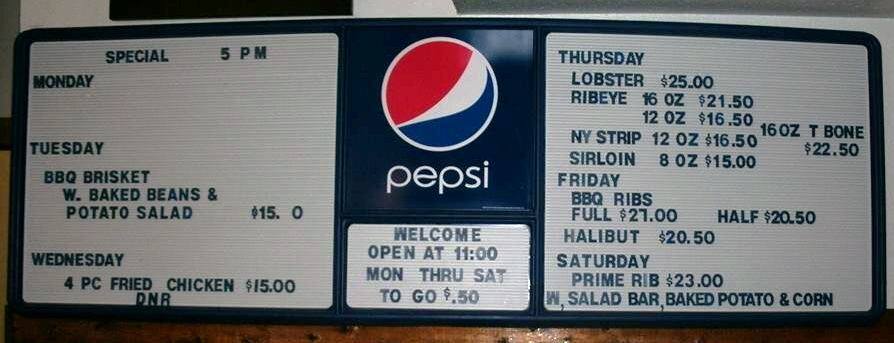 SPECIAL 5 PM
MONDAY
TUESDAY
BBQ BRISKET
W. BAKED BEANS &
POTATO SALAD $15. 0
WEDNESDAY
4 PC FRIED CHICKEN $15.00
DNR
pepsi
WELCOME
OPEN AT 11:00
MON THRU SAT
TO GO $.50
THURSDAY
LOBSTER $25.00
RIBEYE 16 OZ $21.50
12 OZ $16.50
NY STRIP 12 OZ $16.50
16OZ T BONE
$22.50
SIRLOIN 8 OZ $15.00
FRIDAY
BBQ RIBS
FULL $27.00 HALF $20.50
HALIBUT $20.50
SATURDAY
PRIME RIB $23.00
W, SALAD BAR, BAKED POTATO & CORN